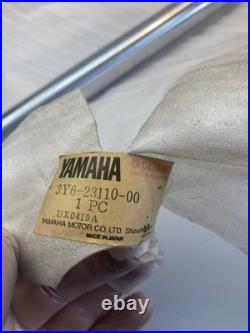 YAMAHA
3Y6-23110-00
1 PC
UX0419A
YAMAHA MOTOR CO. LTD.
MADE IN JAPAN